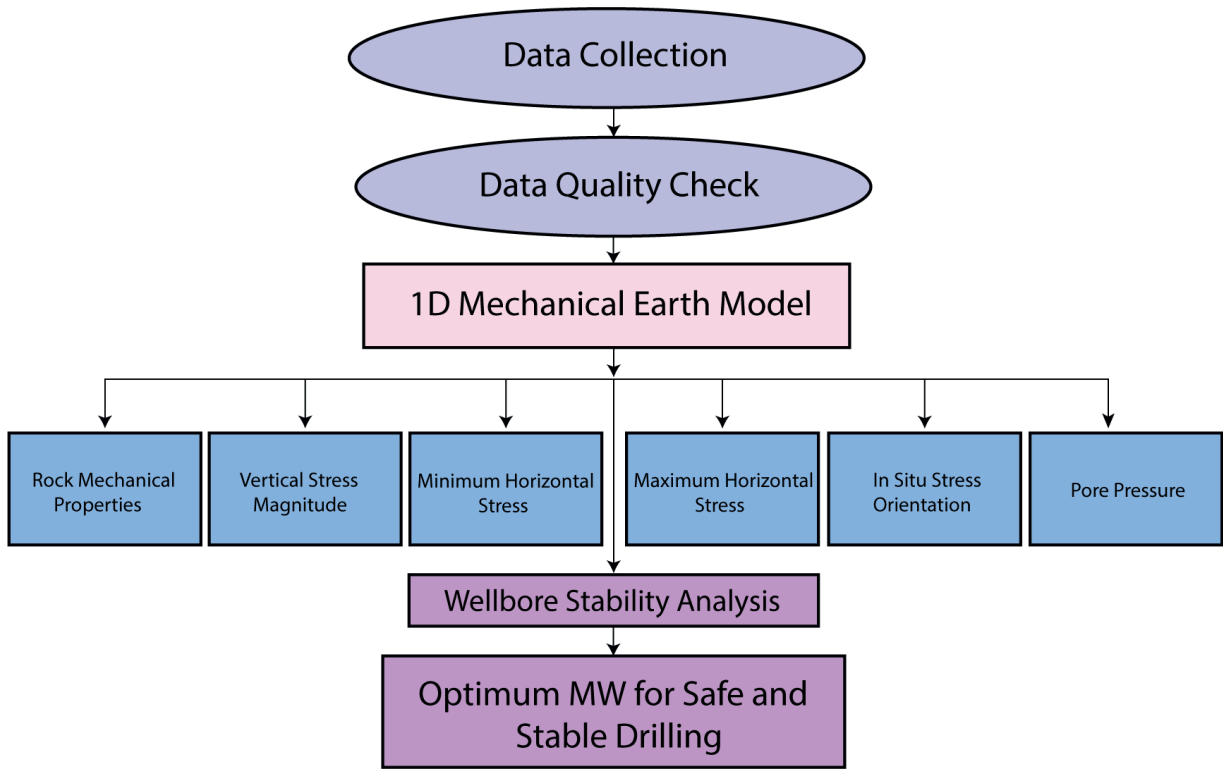 Data Collection
Data Quality Check
1D Mechanical Earth Model
Rock Mechanical
Properties
Vertical Stress
Magnitude
Minimum Horizontal
Stress
Maximum Horizontal
Stress
In Situ Stress
Orientation
Pore Pressure
Wellbore Stability Analysis
Optimum MW for Safe and
Stable Drilling